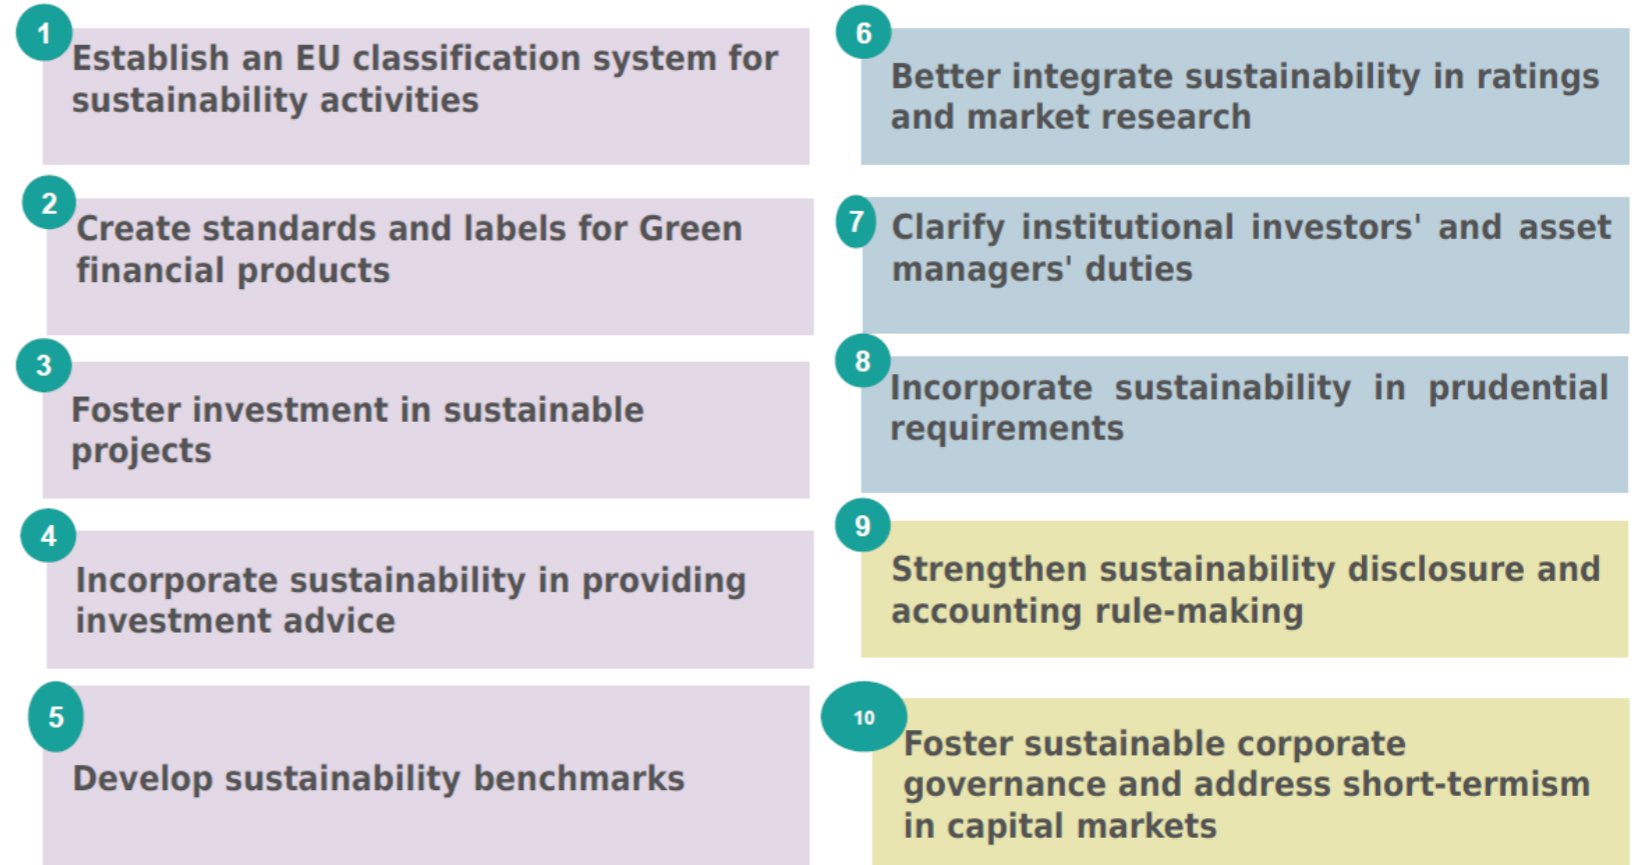 1
Establish an EU classification system for
sustainability activities
2
Create standards and labels for Green
financial products
3
Foster investment in sustainable
projects
4
Incorporate sustainability in providing
investment advice
5
Develop sustainability benchmarks
6
Better integrate sustainability in ratings
and market research
7
Clarify institutional investors' and asset
managers' duties
8
Incorporate sustainability in prudential
requirements
9
Strengthen sustainability disclosure and
accounting rule-making
10
Foster sustainable corporate
governance and address short-termism
in capital markets